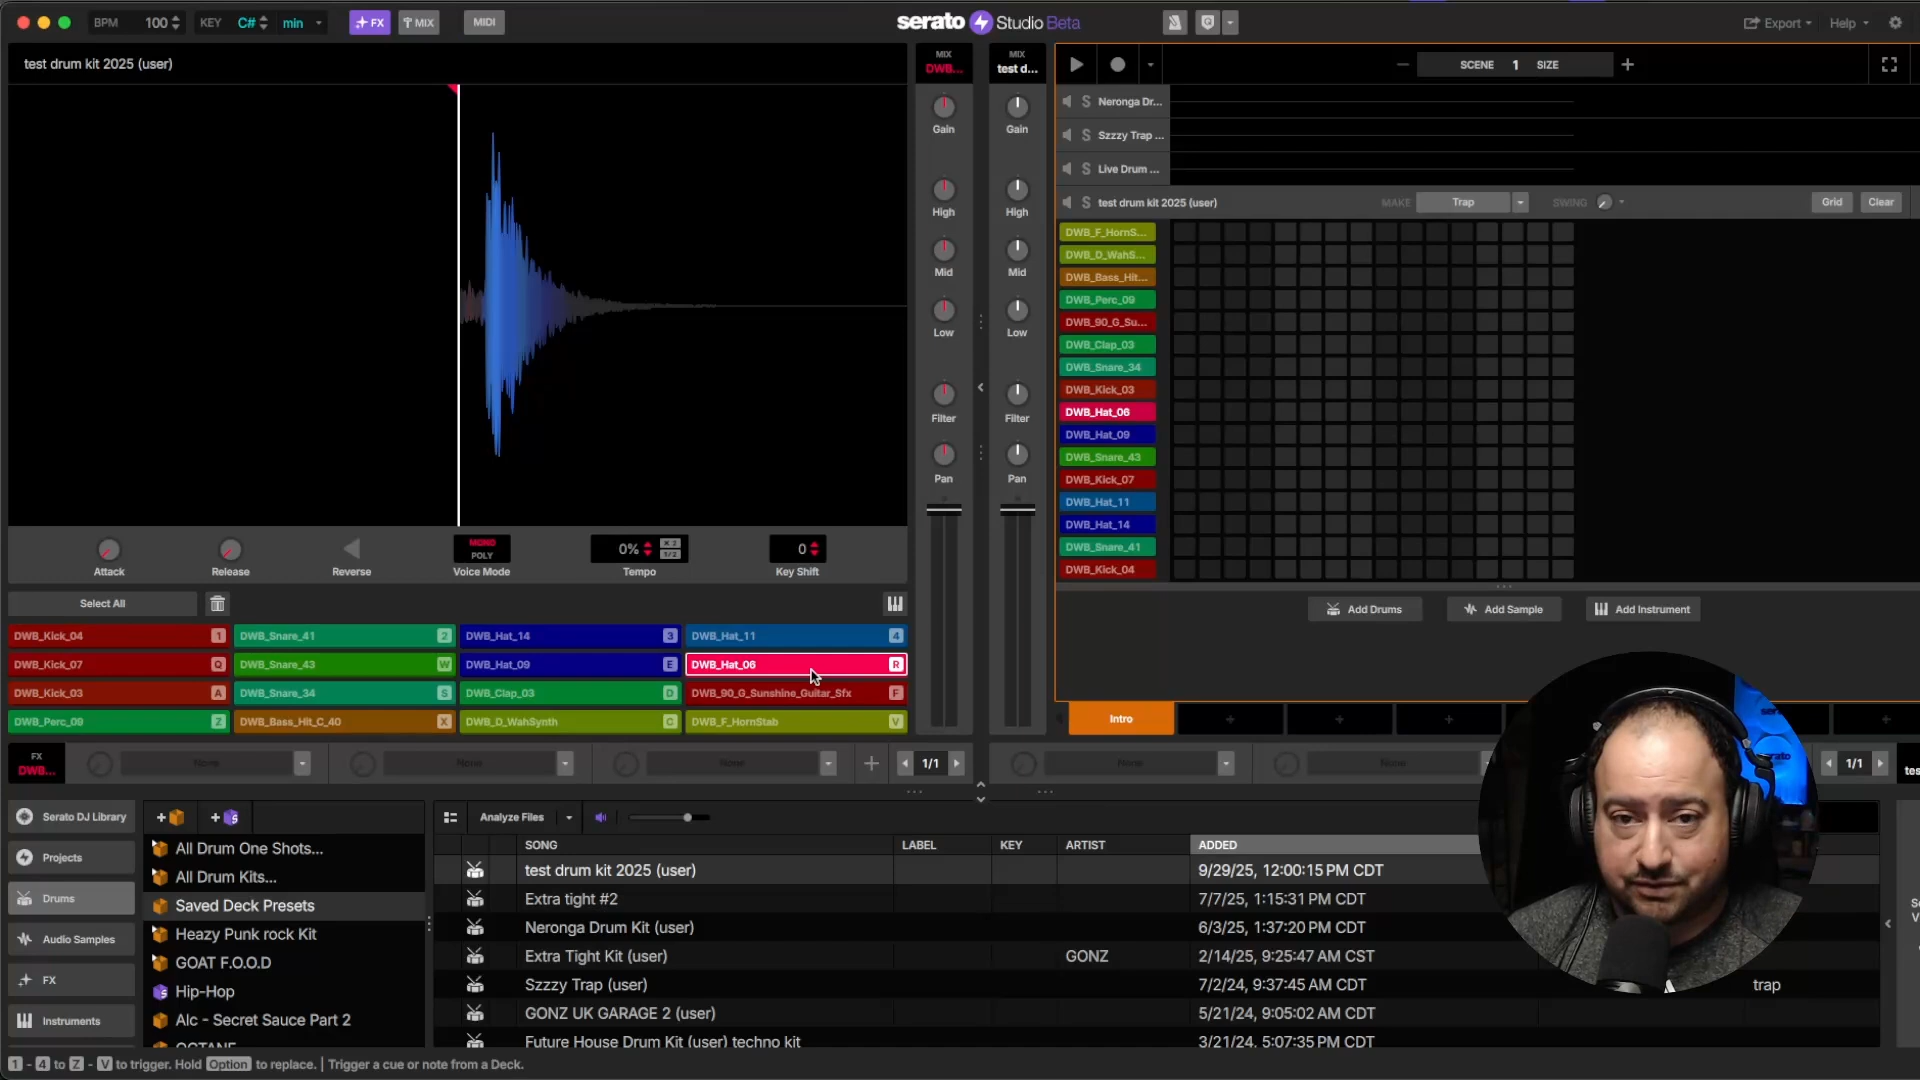 BPM 100 KEY C# min FX MIX MIDI
serato Studio Beta
Export Help
test drum kit 2025 (user)
MIX
DWB...
MIX
test d...
Gain
High
Mid
Low
Filter
Pan
Gain
High
Mid
Low
Filter
Pan
SCENE 1 SIZE
S Neronga Dr...
S Szzzy Trap ...
S Live Drum ...
S test drum kit 2025 (user) MAKE Trap SWING Grid Clear
DWB_F_HornS...
DWB_D_WahS...
DWB_Bass_Hit...
DWB_Perc_09
DWB_90_G_Su...
DWB_Clap_03
DWB_Snare_34
DWB_Kick_03
DWB_Hat_06
DWB_Hat_09
DWB_Snare_43
DWB_Kick_07
DWB_Hat_11
DWB_Hat_14
DWB_Snare_41
DWB_Kick_04
Add Drums Add Sample Add Instrument
Intro
MONO
POLY
0% X 2
1/2
0
Attack Release Reverse Voice Mode Tempo Key Shift
Select All
DWB_Kick_04 1 DWB_Snare_41 2 DWB_Hat_14 3 DWB_Hat_11 4
DWB_Kick_07 Q DWB_Snare_43 W DWB_Hat_09 E DWB_Hat_06 R
DWB_Kick_03 A DWB_Snare_34 S DWB_Clap_03 D DWB_90_G_Sunshine_Guitar_Sfx F
DWB_Perc_09 Z DWB_Bass_Hit_C_40 X DWB_D_WahSynth C DWB_F_HornStab V
FX
DWB...
None None None 1/1 None None 1/1
tes
Serato DJ Library
Projects
Drums
Audio Samples
FX
Instruments
All Drum One Shots...
All Drum Kits...
Saved Deck Presets
Heazy Punk rock Kit
GOAT F.O.O.D
Hip-Hop
Alc - Secret Sauce Part 2
OCTANE
Analyze Files
SONG LABEL KEY ARTIST ADDED
test drum kit 2025 (user) 9/29/25, 12:00:15 PM CDT
Extra tight #2 7/7/25, 1:15:31 PM CDT
Neronga Drum Kit (user) 6/3/25, 1:37:20 PM CDT
Extra Tight Kit (user) GONZ 2/14/25, 9:25:47 AM CST
Szzzy Trap (user) 7/2/24, 9:37:45 AM CDT trap
GONZ UK GARAGE 2 (user) 5/21/24, 9:05:02 AM CDT
Future House Drum Kit (user) techno kit 3/21/24, 5:07:35 PM CDT
1 - 4 to Z - V to trigger. Hold Option to replace. | Trigger a cue or note from a Deck.